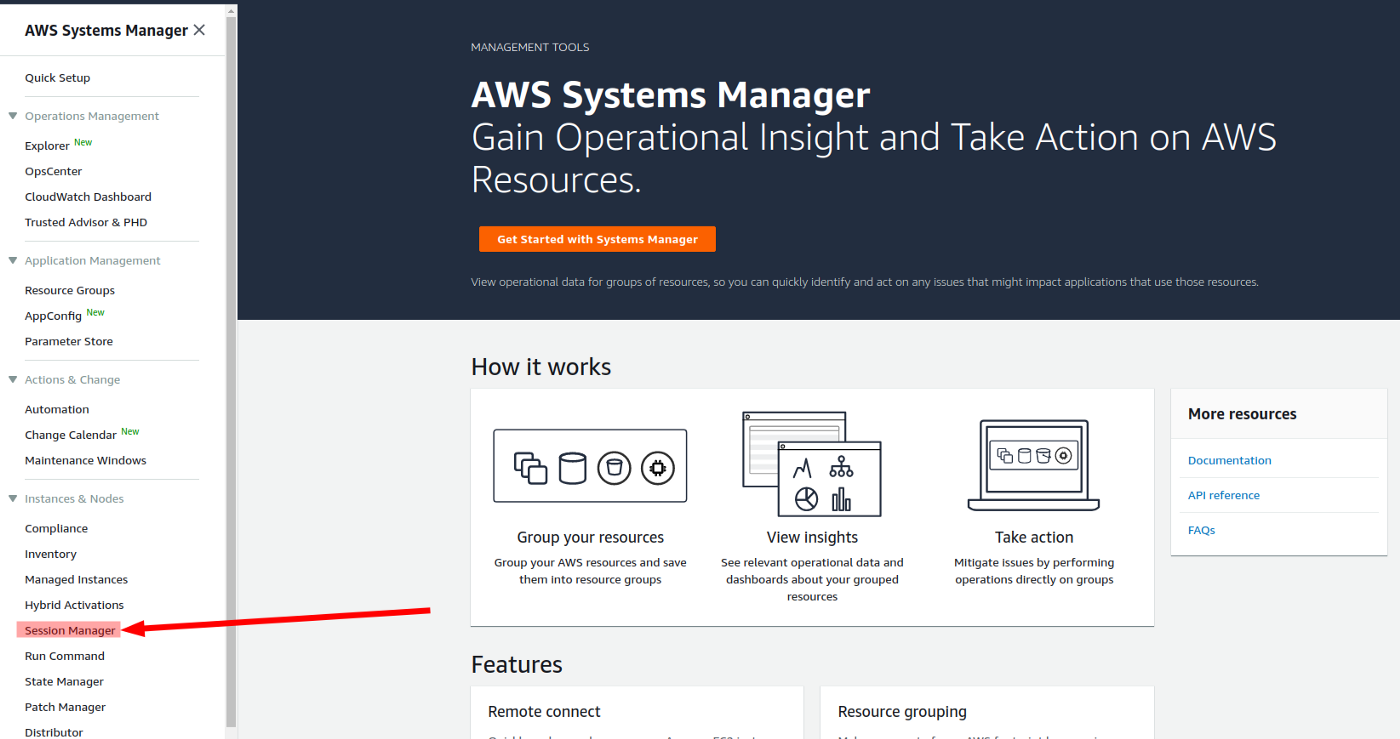 AWS Systems Manager
Quick Setup
Operations Management
Explorer New
OpsCenter
CloudWatch Dashboard
Trusted Advisor & PHD
Application Management
Resource Groups
AppConfig New
Parameter Store
Actions & Change
Automation
Change Calendar New
Maintenance Windows
Instances & Nodes
Compliance
Inventory
Managed Instances
Hybrid Activations
Session Manager
Run Command
State Manager
Patch Manager
Distributor
MANAGEMENT TOOLS
AWS Systems Manager
Gain Operational Insight and Take Action on AWS
Resources.
Get Started with Systems Manager
View operational data for groups of resources, so you can quickly identify and act on any issues that might impact applications that use those resources.
How it works
Group your resources
Group your AWS resources and save
them into resource groups
View insights
See relevant operational data and
dashboards about your grouped
resources
Take action
Mitigate issues by performing
operations directly on groups
More resources
Documentation
API reference
FAQs
Features
Remote connect
Resource grouping